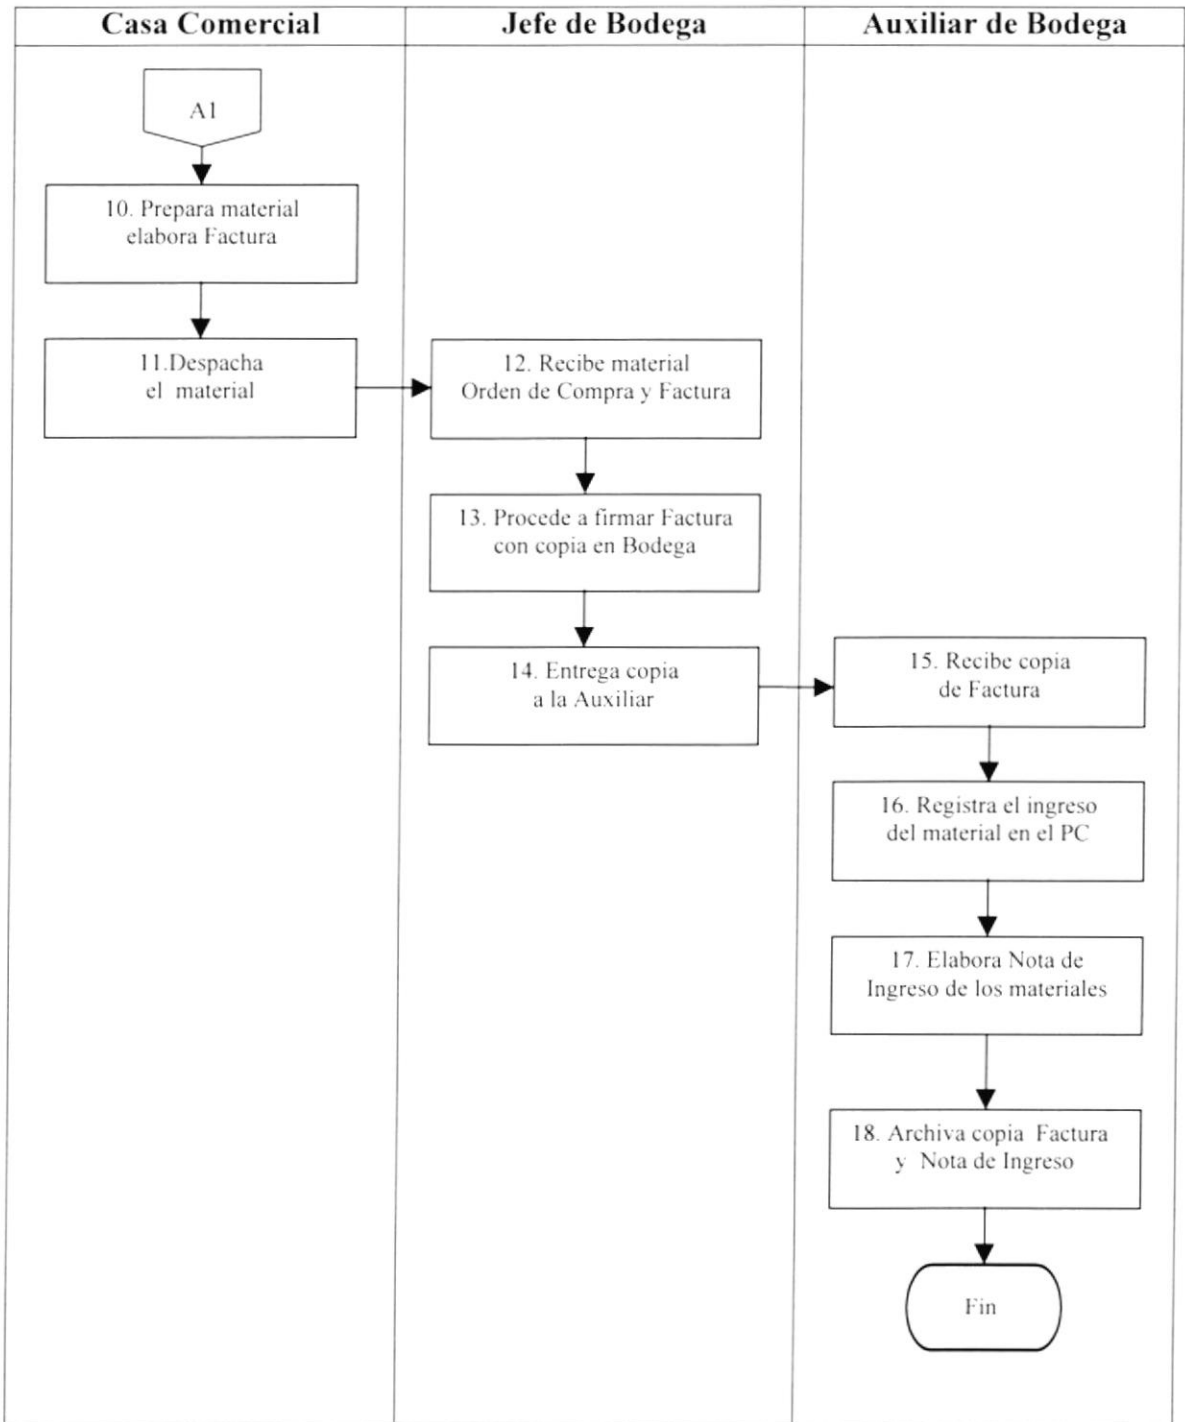 Casa Comercial
Jefe de Bodega
Auxiliar de Bodega
A1
10. Prepara material
elabora Factura
11.Despacha
el material
12. Recibe material
Orden de Compra y Factura
13. Procede a firmar Factura
con copia en Bodega
14. Entrega copia
a la Auxiliar
15. Recibe copia
de Factura
16. Registra el ingreso
del material en el PC
17. Elabora Nota de
Ingreso de los materiales
18. Archiva copia Factura
y Nota de Ingreso
Fin